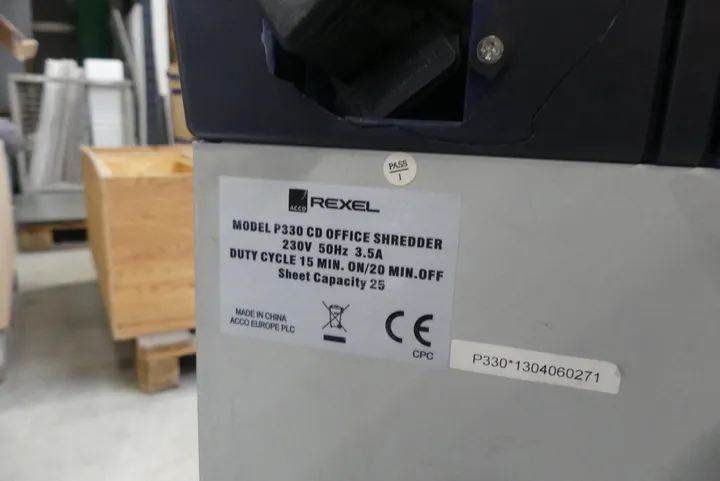 PASS
1
ACCO REXEL
MODEL P330 CD OFFICE SHREDDER
230V 50Hz 3.5A
DUTY CYCLE 15 MIN. ON/20 MIN.OFF
Sheet Capacity 25
MADE IN CHINA
ACCO EUROPE PLC
CE
CPC
P330*1304060271